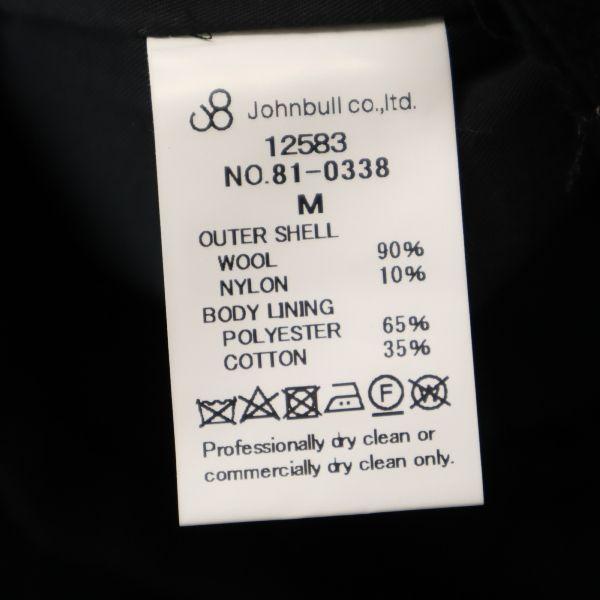 Johnbull co.,ltd.
12583
NO.81-0338
M
OUTER SHELL
WOOL 90%
NYLON 10%
BODY LINING
POLYESTER 65%
COTTON 35%
F W
Professionally dry clean or
commercially dry clean only.